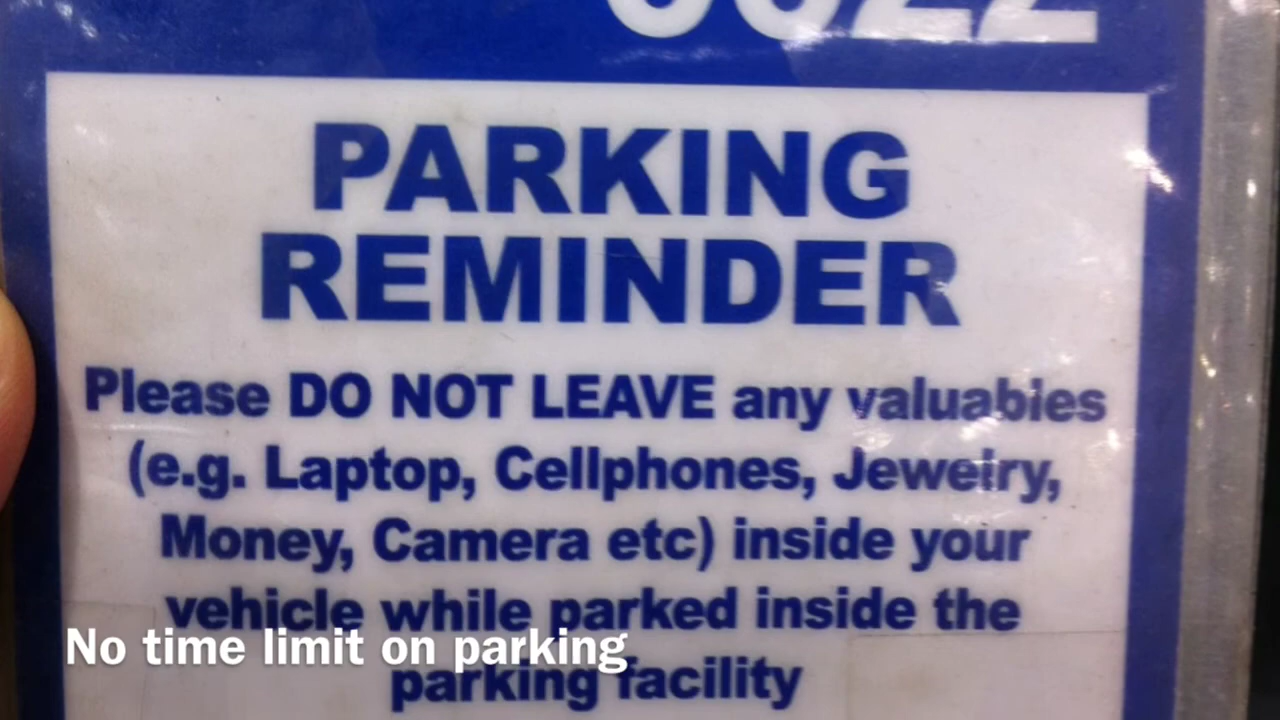 PARKING
REMINDER
Please DO NOT LEAVE any valuabies
(e.g. Laptop, Cellphones, Jewelry,
Money, Camera etc) inside your
vehicle while parked inside the
No time limit on parking
parking facility